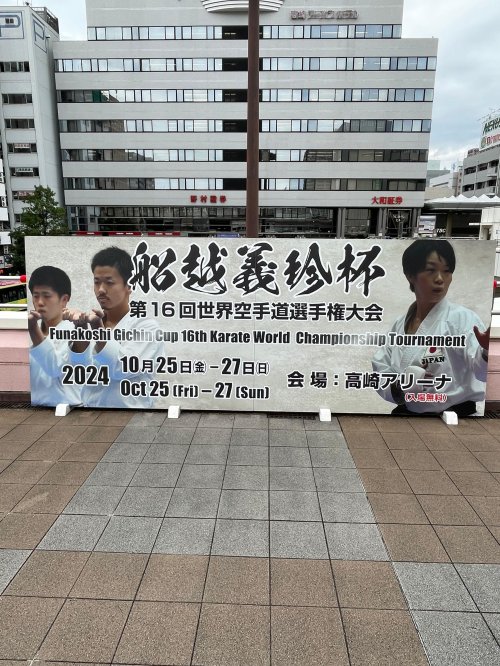 野村證券
大和証券
船越義珍杯
第16回世界空手道選手権大会
Funakoshi Gichin Cup 16th Karate World Championship Tournament
2024
10月25日(金)-27日(日)
Oct 25 (Fri) - 27 (Sun)
会場:高崎アリーナ
(入場無料)
JAPAN